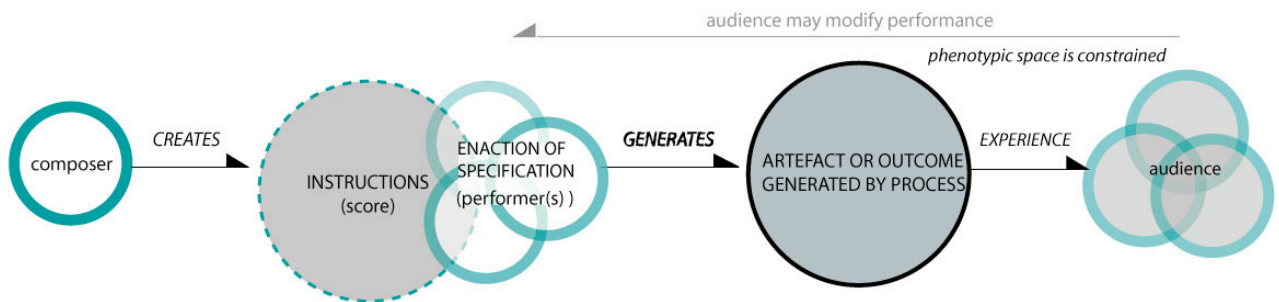 audience may modify performance
phenotypic space is constrained
composer
CREATES
INSTRUCTIONS
(score)
ENACTION OF
SPECIFICATION
(performer(s) )
GENERATES
ARTEFACT OR OUTCOME
GENERATED BY PROCESS
EXPERIENCE
audience